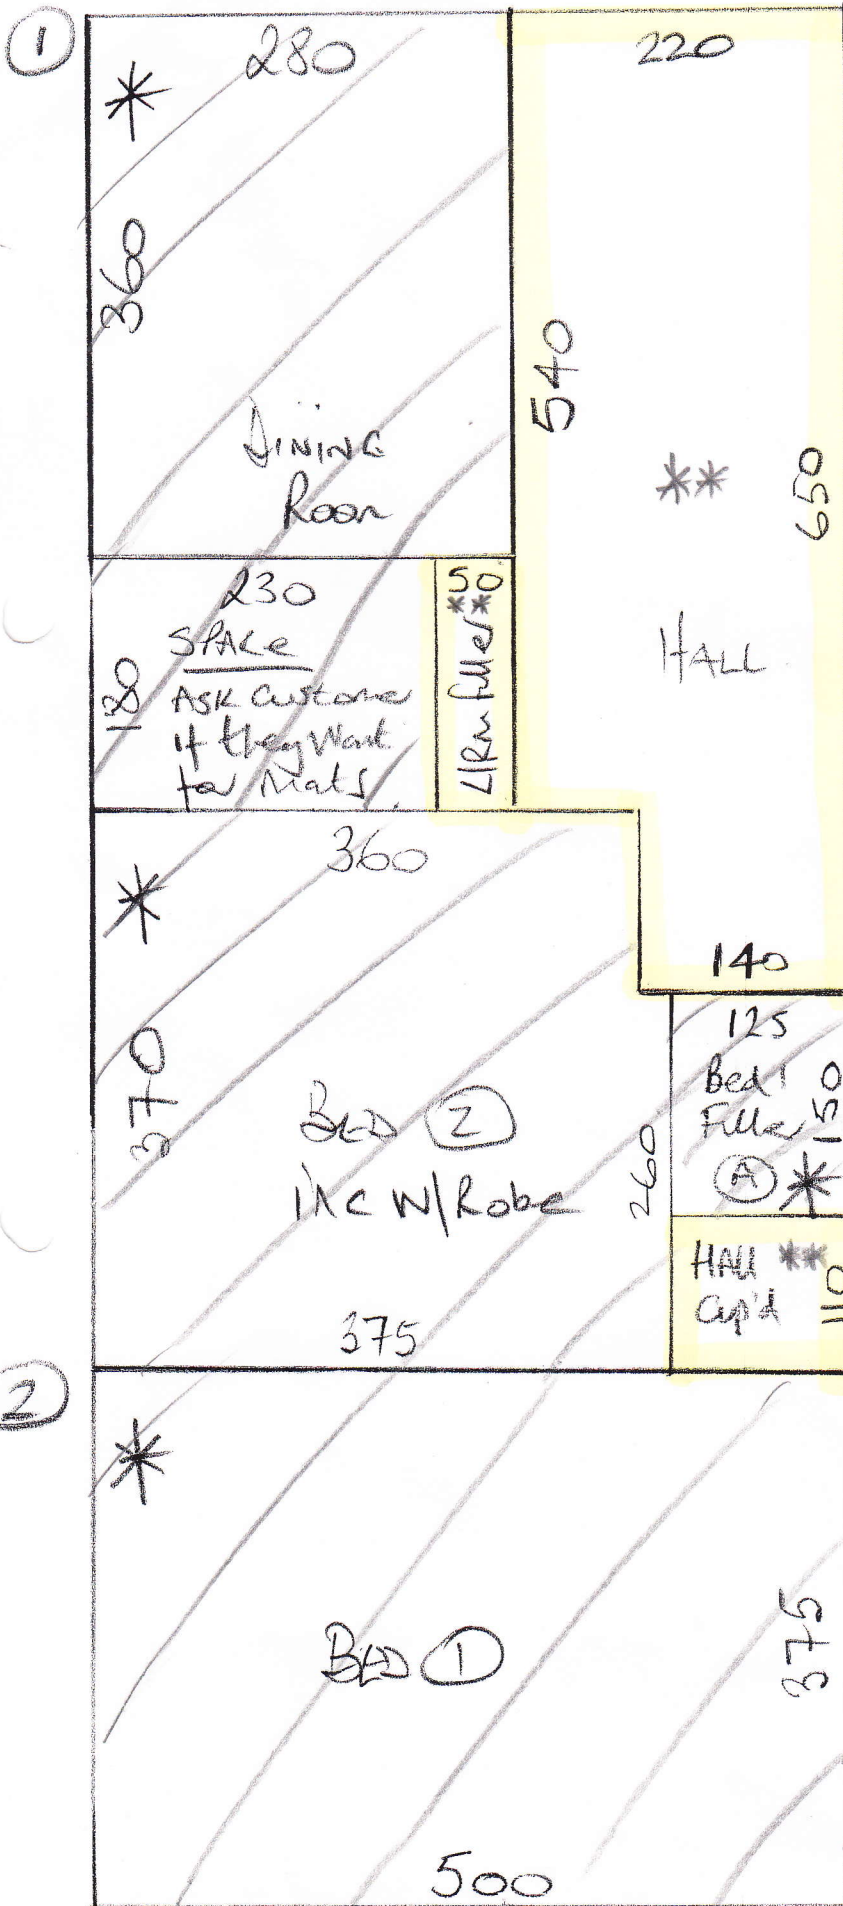 1
280
220
*
360
540
DINING
Room
**
650
230
50
**
SPACE
HALL
180
ASK Customer
if they Want
for Mats
L/Rm filler
360
*
140
125
370
Bed 1
Filler
150
BED 2
260
A *
INC W/Robe
HALL **
Cup'd
110
375
2
*
BED 1
375
500